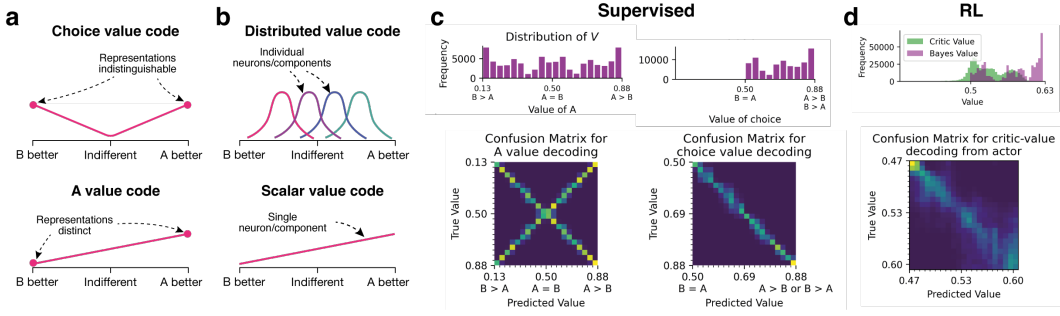 a
Choice value code
Representations
indistinguishable
B better
Indifferent
A better
A value code
Representations
distinct
B better
Indifferent
A better
b
Distributed value code
Individual
neurons/components
B better
Indifferent
A better
Scalar value code
Single
neuron/component
B better
Indifferent
A better
c
Supervised
Distribution of V
Frequency
5000
0
0.13
0.50
0.88
B > A
A = B
A > B
Value of A
10000
0
0.50
0.88
B = A
A > B
B > A
Value of choice
Confusion Matrix for
A value decoding
True Value
0.13
0.50
0.88
0.13
0.50
0.88
B > A
A = B
A > B
Predicted Value
Confusion Matrix for
choice value decoding
True Value
0.50
0.69
0.88
0.50
0.69
0.88
B = A
A > B or B > A
Predicted Value
d
RL
Frequency
50000
25000
0
Critic Value
Bayes Value
0.5
0.63
Confusion Matrix for critic-value
decoding from actor
True Value
0.47
0.53
0.60
0.47
0.53
0.60
Predicted Value